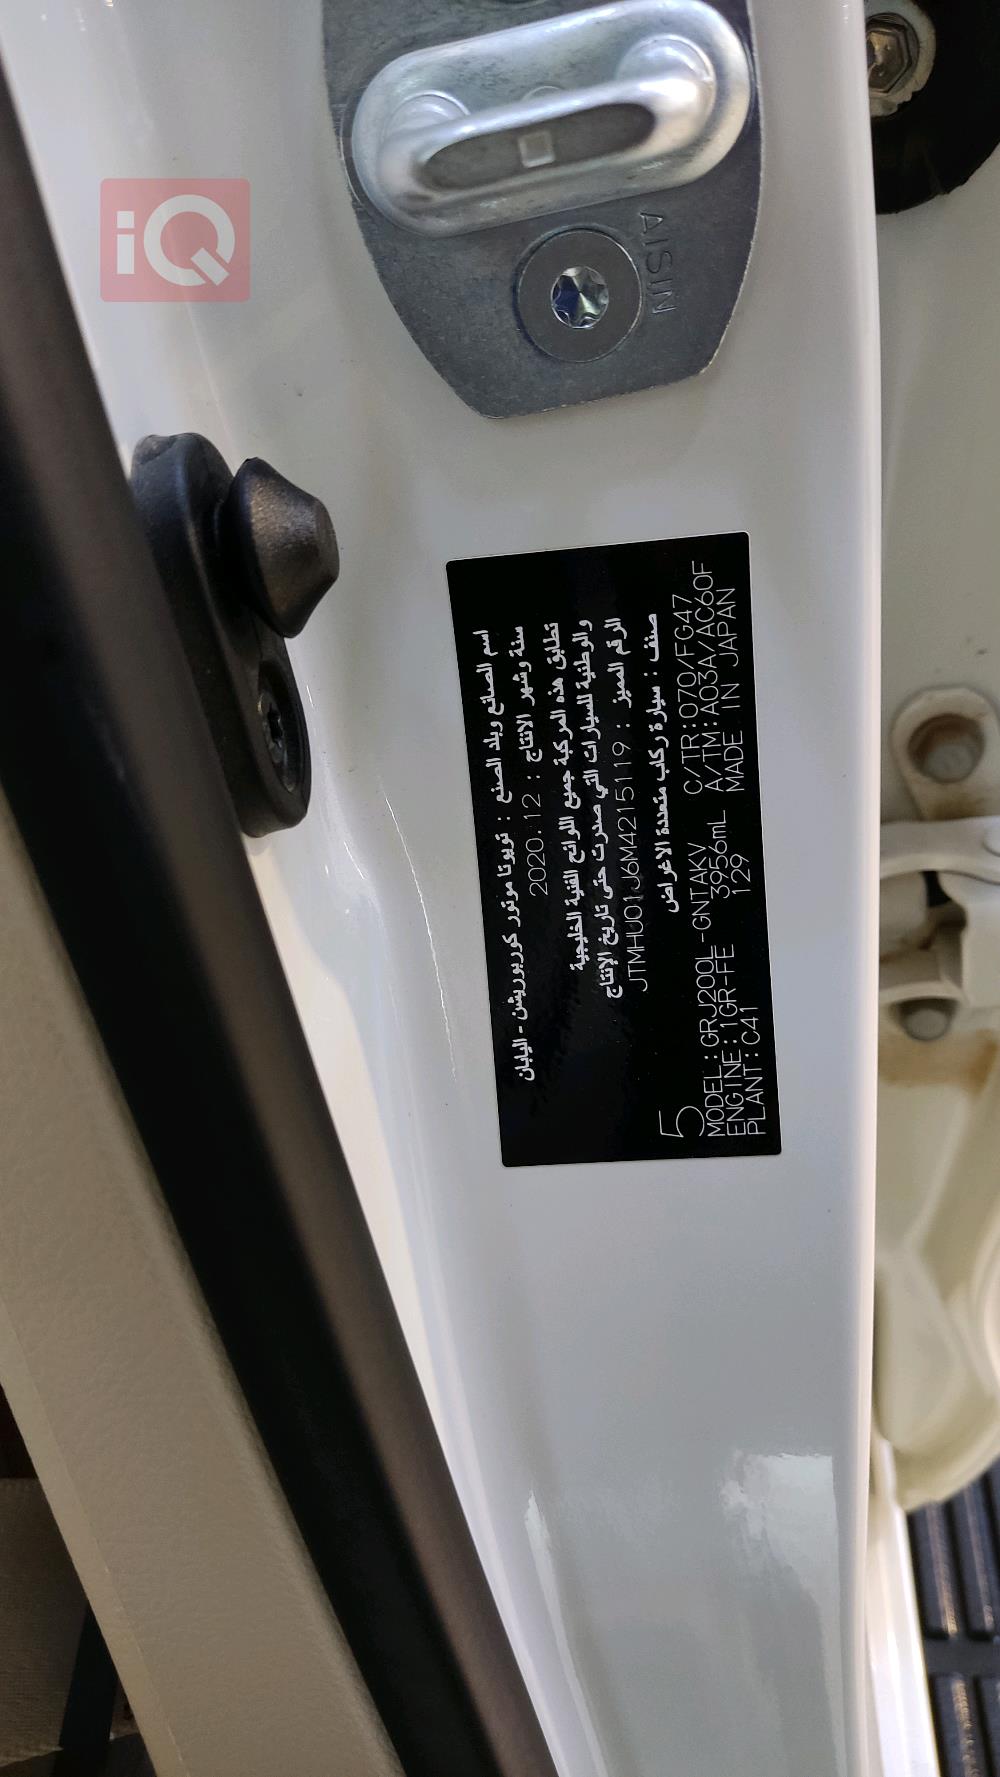 iQ
AISIN
اسم الصانع وبلد الصنع : تويوتا موتور كوربوريشن - اليابان
سنة وشهر الانتاج : 2020.12
تطابق هذه المركبة جميع اللوائح الفنية الخليجية
والوطنية للسيارات التي صدرت حتى تاريخ الإنتاج
الرقم المميز : JTMHU01J6M4215119
صنف : سيارة ركاب متعددة الاغراض
5
MODEL:GRJ200L-GNTAKV C/TR:070/FG47
ENGINE:1GR-FE 3956mL A/TM:A03A/AC60F
PLANT:C41 129 MADE IN JAPAN